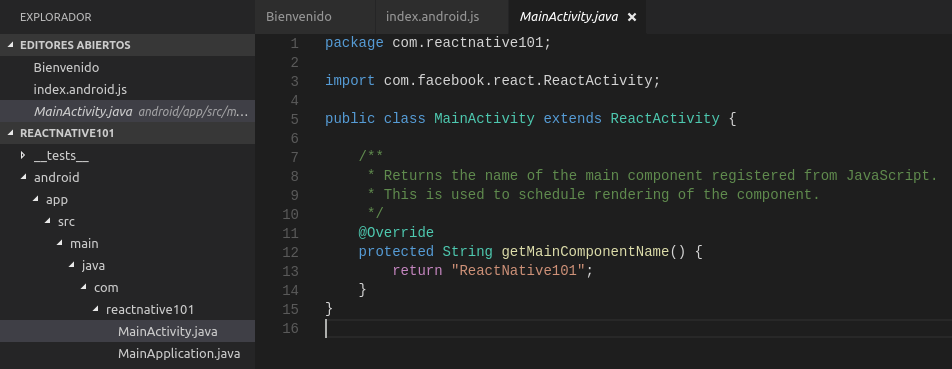 EXPLORADOR
EDITORES ABIERTOS
Bienvenido
index.android.js
MainActivity.java android/app/src/m...
REACTNATIVE101
__tests__
android
app
src
main
java
com
reactnative101
MainActivity.java
MainApplication.java
Bienvenido index.android.js MainActivity.java ×
1 package com.reactnative101;
2
3 import com.facebook.react.ReactActivity;
4
5 public class MainActivity extends ReactActivity {
6
7     /**
8      * Returns the name of the main component registered from JavaScript.
9      * This is used to schedule rendering of the component.
10      */
11     @Override
12     protected String getMainComponentName() {
13         return "ReactNative101";
14     }
15 }
16